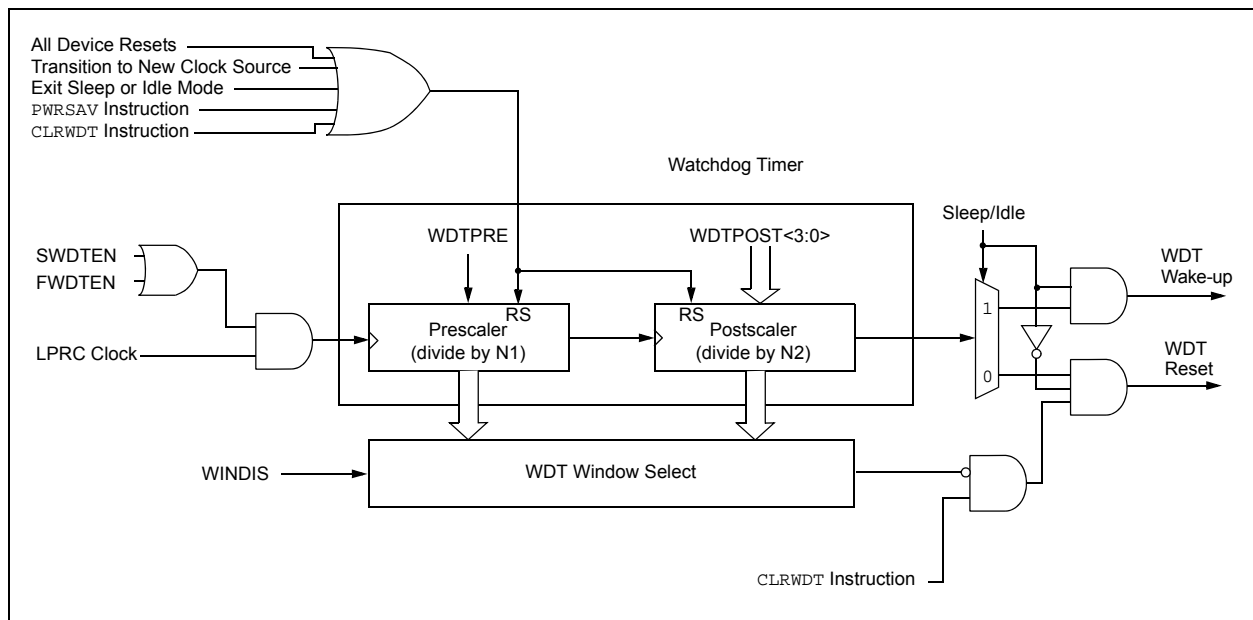 All Device Resets
Transition to New Clock Source
Exit Sleep or Idle Mode
PWRSAV Instruction
CLRWDT Instruction
Watchdog Timer
Sleep/Idle
WDTPRE
WDTPOST<3:0>
SWDTEN
FWDTEN
WDT
Wake-up
RS
RS
1
Prescaler
(divide by N1)
Postscaler
(divide by N2)
LPRC Clock
WDT
Reset
0
WINDIS
WDT Window Select
CLRWDT Instruction